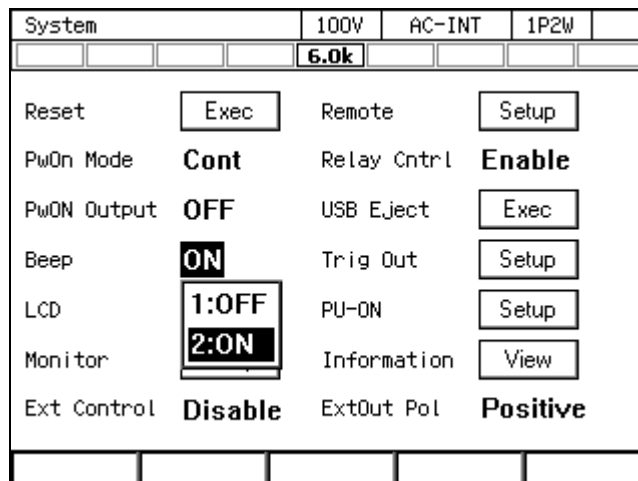 System 100V AC-INT 1P2W
6.0k
Reset Exec Remote Setup
PwOn Mode Cont Relay Cntrl Enable
PwON Output OFF USB Eject Exec
Beep ON Trig Out Setup
LCD 1:OFF PU-ON Setup
2:ON
Monitor Information View
Ext Control Disable ExtOut Pol Positive